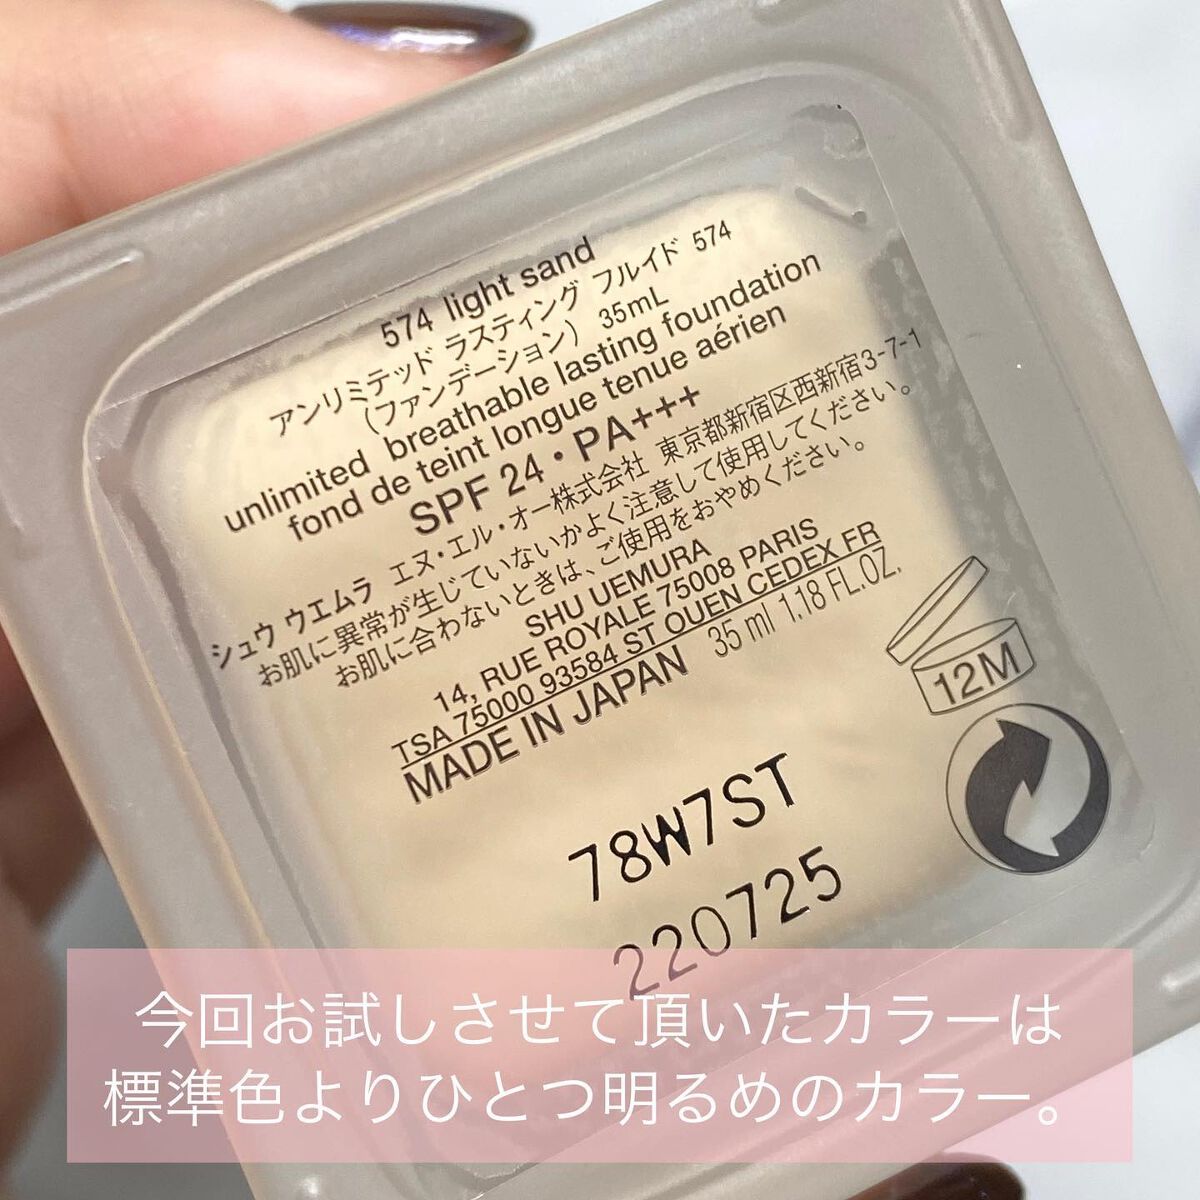 574 light sand
アンリミテッド ラスティング フルイド 574
（ファンデーション） 35mL
unlimited breathable lasting foundation
fond de teint longue tenue aérien
SPF 24・PA+++
シュウ ウエムラ エヌ・エル・オー株式会社 東京都新宿区西新宿3-7-1
お肌に異常が生じていないかよく注意して使用してください。
お肌に合わないときは、ご使用をおやめください。
SHU UEMURA
14, RUE ROYALE 75008 PARIS
TSA 75000 93584 ST OUEN CEDEX FR
MADE IN JAPAN 35 ml 1.18 FL.OZ.
12M
78W7ST
220725
今回お試しさせて頂いたカラーは
標準色よりひとつ明るめのカラー。